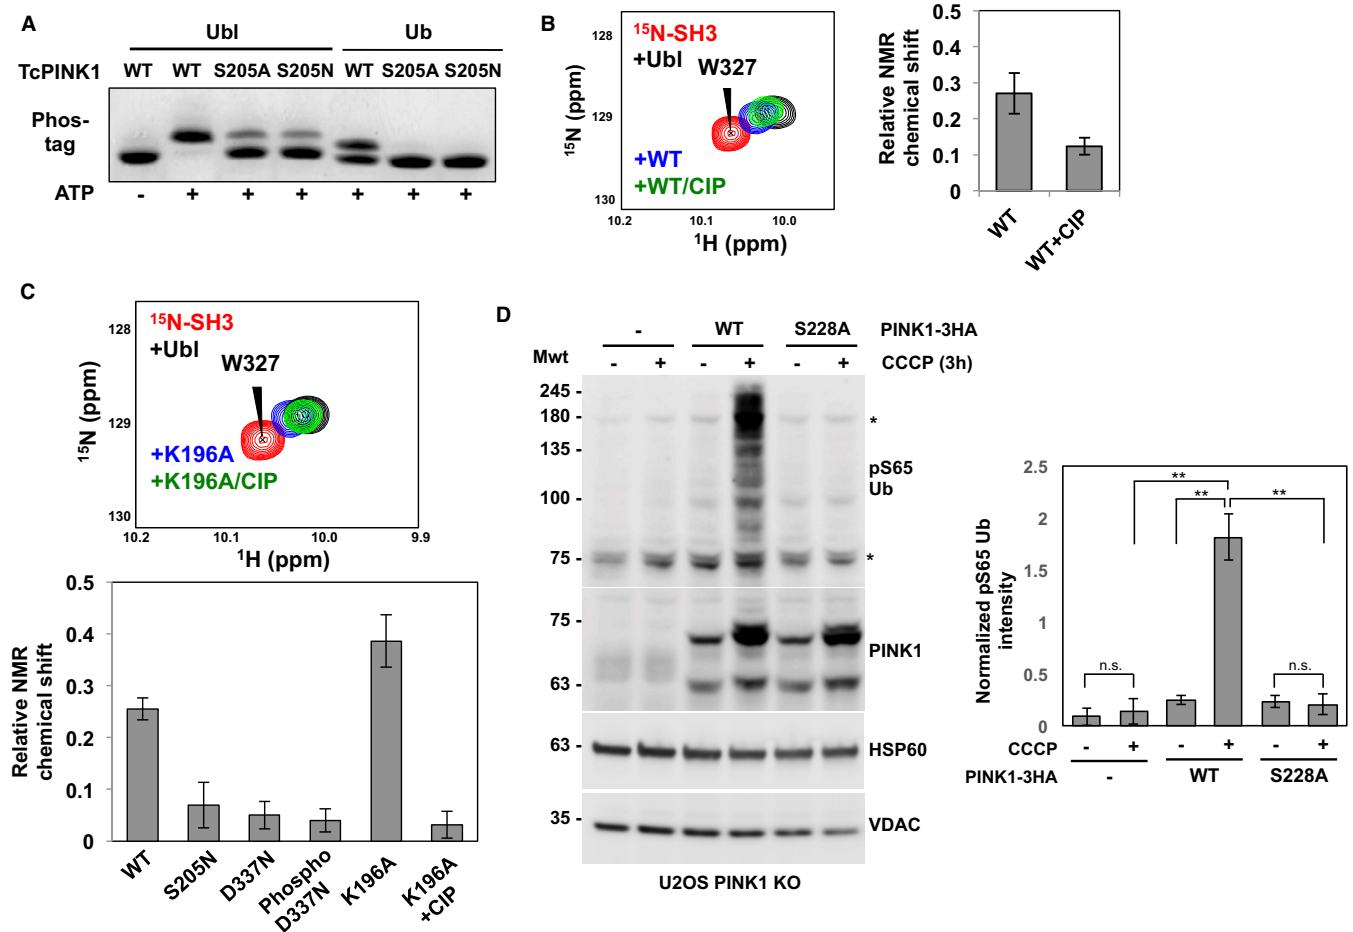 A
Ubl Ub
TcPINK1 WT WT S205A S205N WT S205A S205N
Phos-
tag
ATP - + + + + + +
B
15N-SH3
+Ubl
W327
+WT
+WT/CIP
128
129
130
15N (ppm)
10.2 10.1 10.0
1H (ppm)
Relative NMR
chemical shift
0.5
0.4
0.3
0.2
0.1
0
WT
WT+CIP
C
15N-SH3
+Ubl
W327
+K196A
+K196A/CIP
128
129
130
15N (ppm)
10.2 10.1 10.0 9.9
1H (ppm)
Relative NMR
chemical shift
0.5
0.4
0.3
0.2
0.1
0
WT
S205N
D337N
Phospho
D337N
K196A
K196A
+CIP
D
- WT S228A PINK1-3HA
Mwt - + - + - + CCCP (3h)
245 -
180 - *
135 -
pS65
Ub
100 -
75 - *
75 -
PINK1
63 -
63 - HSP60
35 - VDAC
U2OS PINK1 KO
Normalized pS65 Ub
intensity
2.5
2
1.5
1
0.5
0
**
** **
n.s. n.s.
CCCP - + - + - +
PINK1-3HA - WT S228A